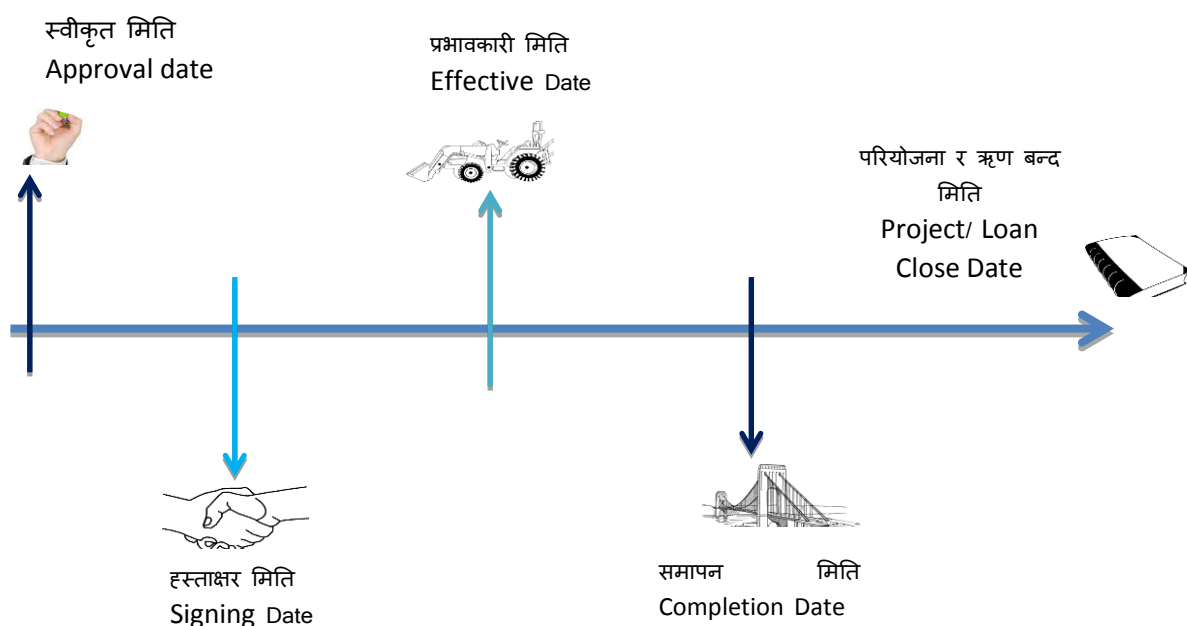 स्वीकृत मिति
Approval date
प्रभावकारी मिति
Effective Date
परियोजना र ऋण बन्द
मिति
Project/ Loan
Close Date
ह्स्ताक्षर मिति
Signing Date
समापन मिति
Completion Date